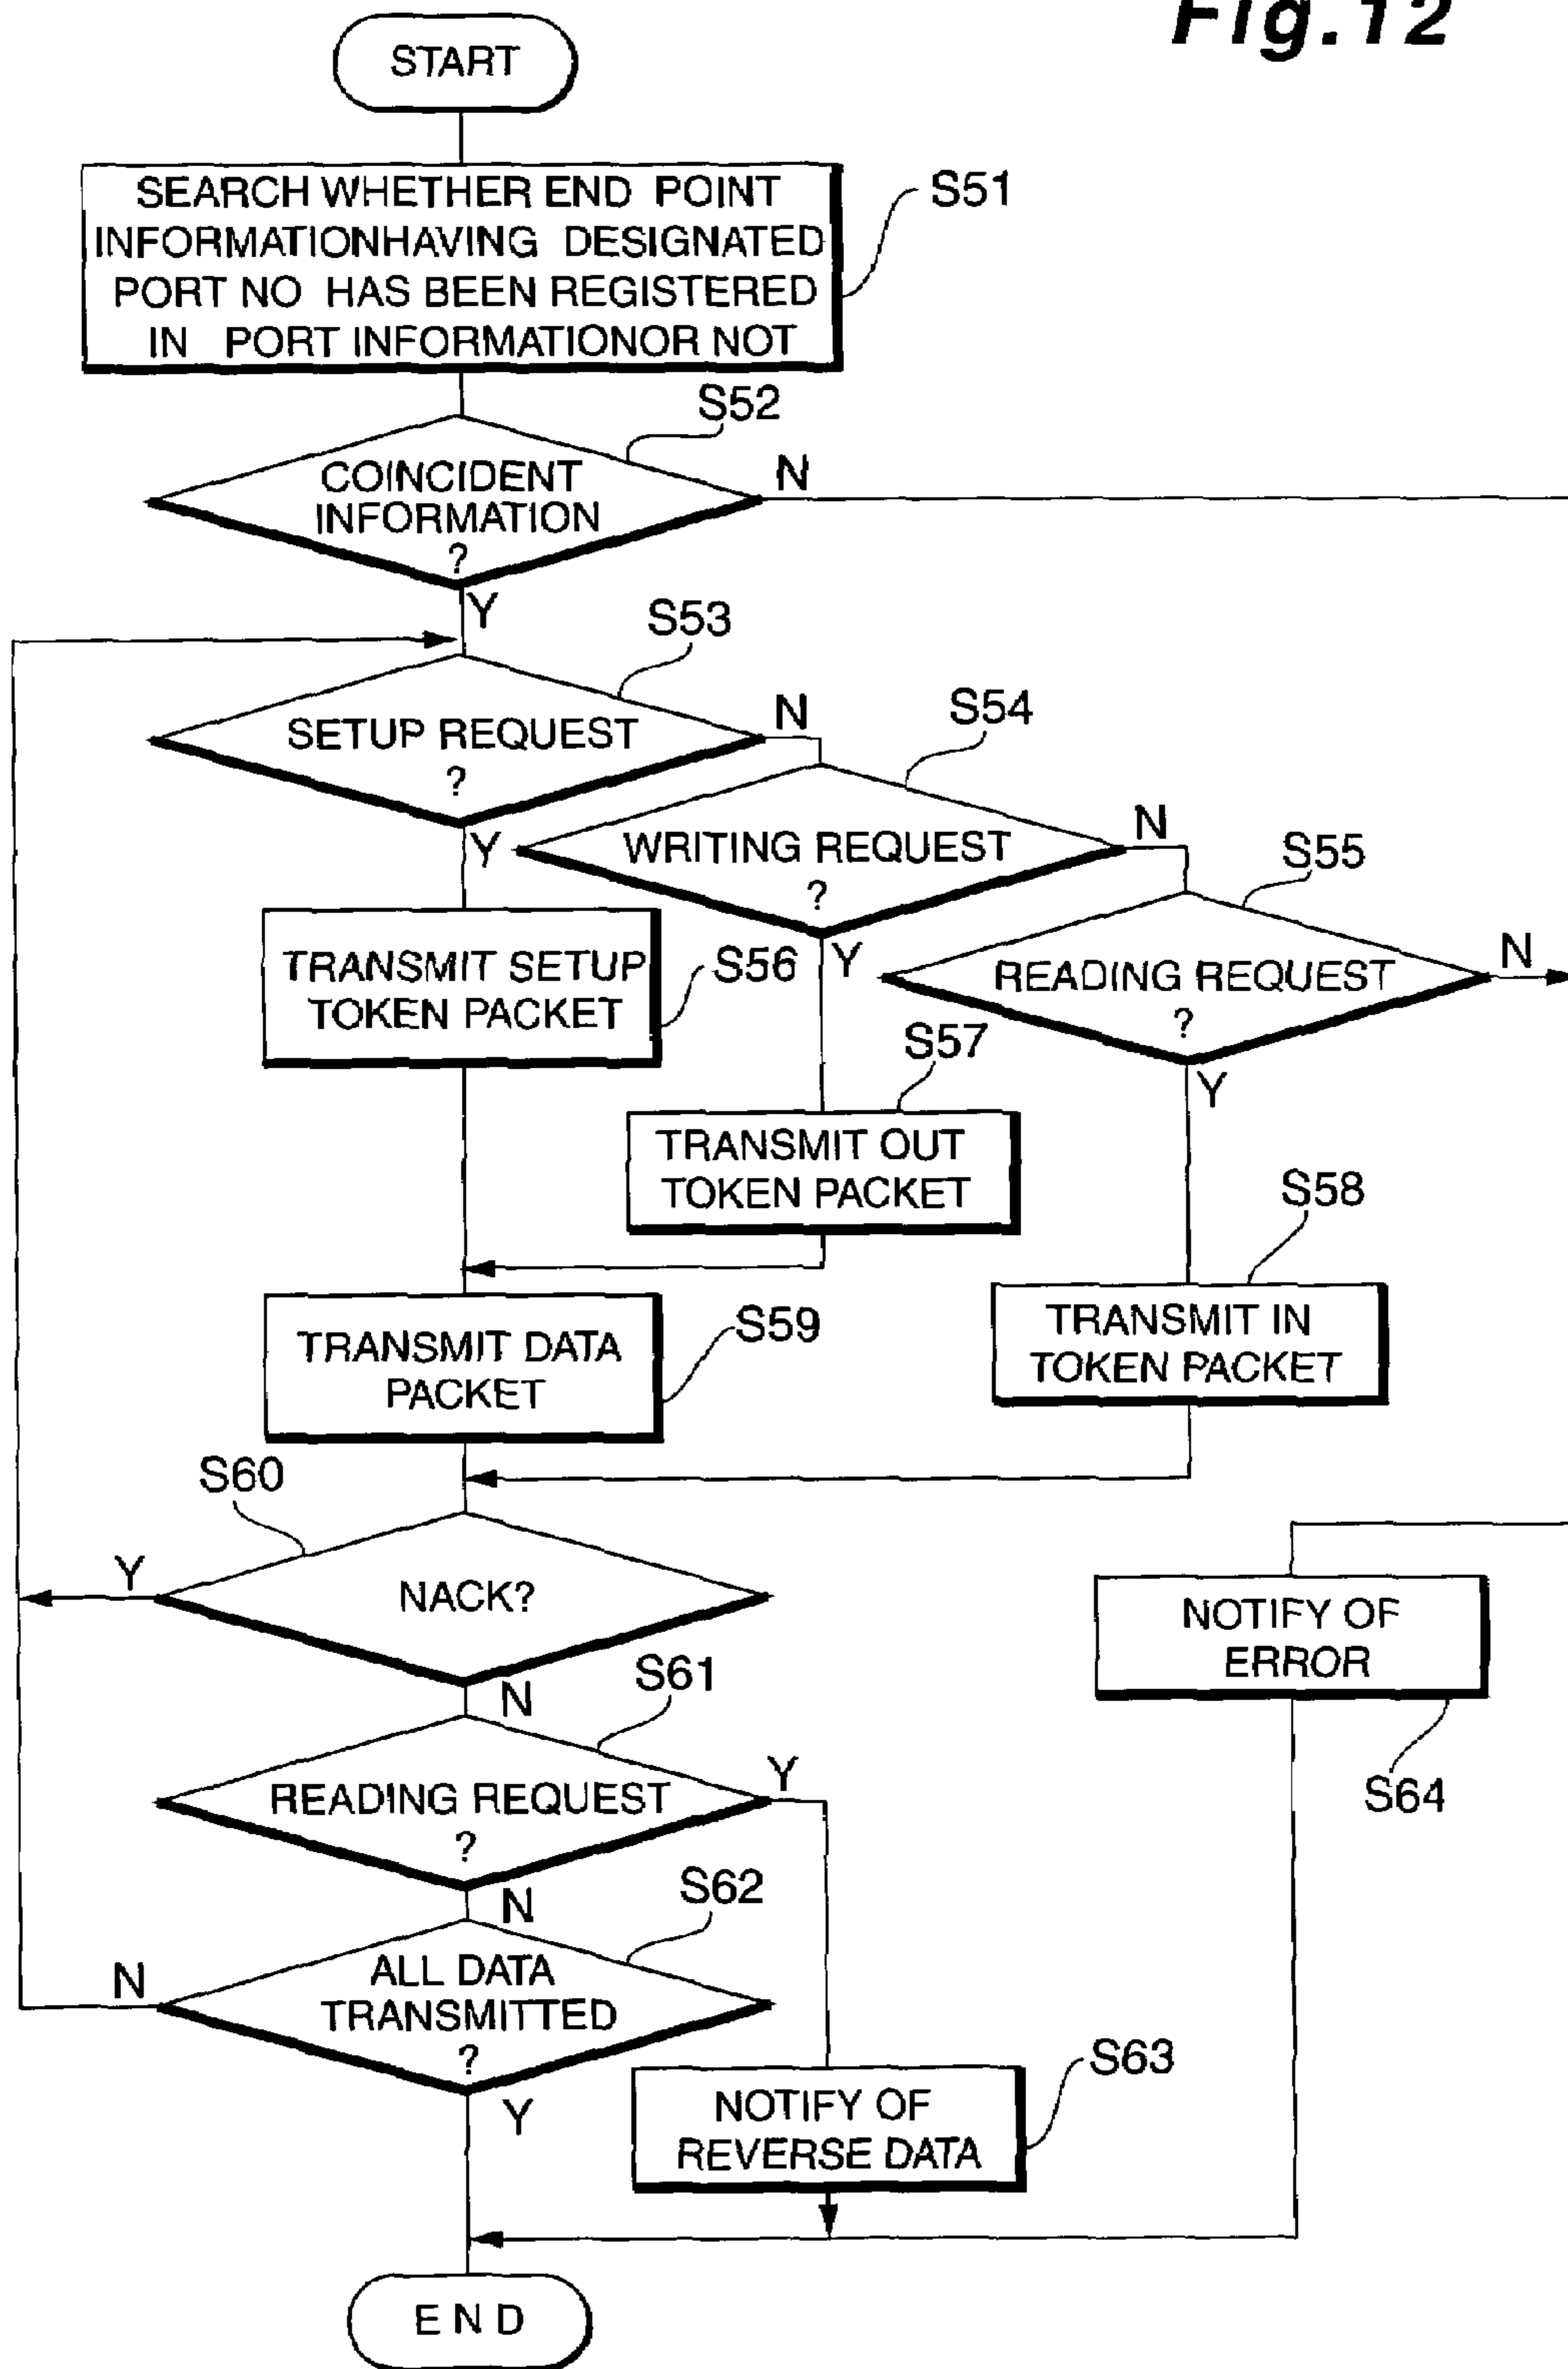 Fig.12
START
SEARCH WHETHER END POINT
INFORMATIONHAVING DESIGNATED
PORT NO HAS BEEN REGISTERED
IN PORT INFORMATIONOR NOT
S51
S52
COINCIDENT
INFORMATION
?
N
Y
S53
SETUP REQUEST
?
N
Y
S54
WRITING REQUEST
?
N
Y
S55
READING REQUEST
?
N
Y
TRANSMIT SETUP
TOKEN PACKET
S56
S57
TRANSMIT OUT
TOKEN PACKET
S58
TRANSMIT IN
TOKEN PACKET
TRANSMIT DATA
PACKET
S59
S60
NACK?
Y
N
S61
READING REQUEST
?
Y
N
S62
ALL DATA
TRANSMITTED
?
N
Y
NOTIFY OF
REVERSE DATA
S63
NOTIFY OF
ERROR
S64
END